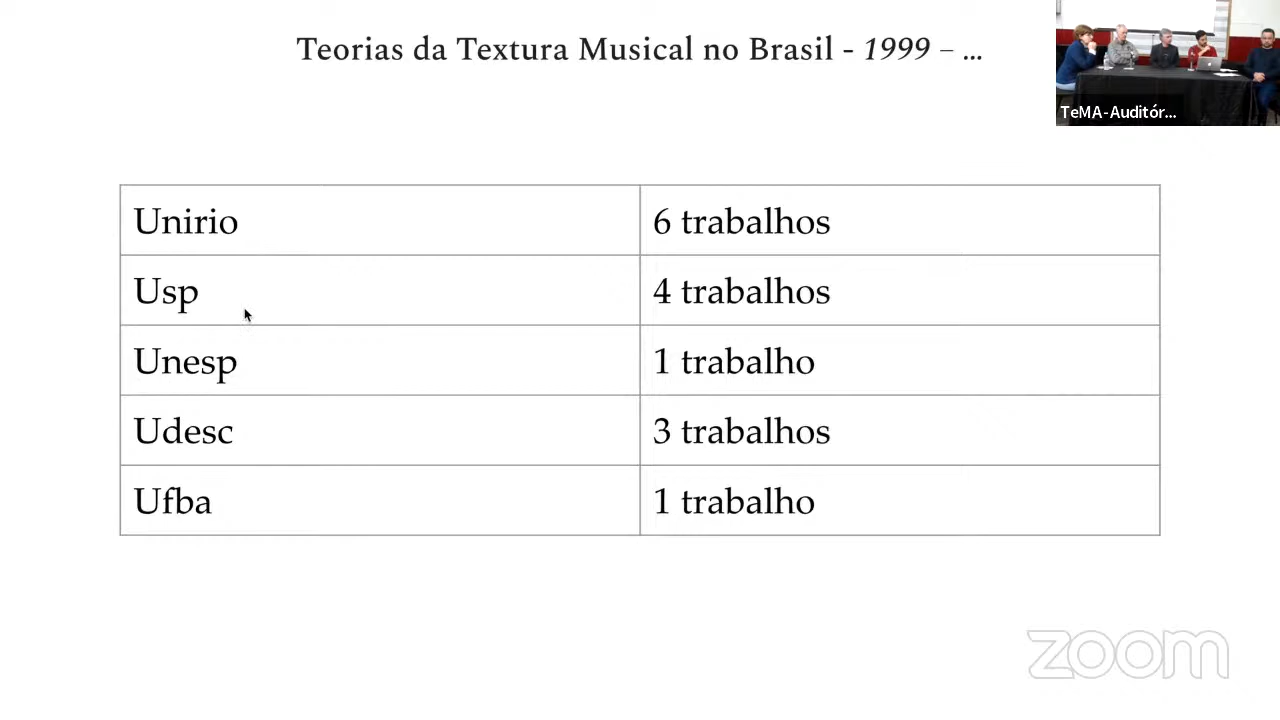 Teorias da Textura Musical no Brasil - 1999 – ...
TeMA-Auditór...
Unirio 6 trabalhos
Usp 4 trabalhos
Unesp 1 trabalho
Udesc 3 trabalhos
Ufba 1 trabalho
zoom